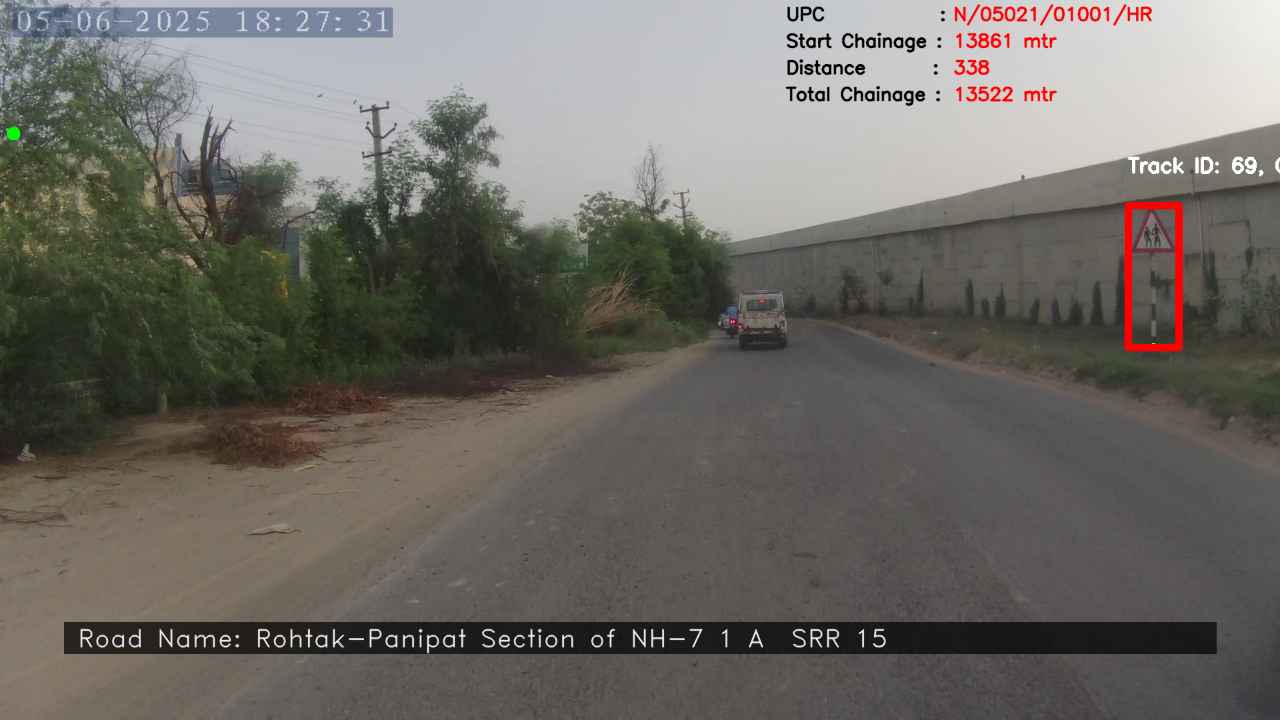 05-06-2025 18:27:31
UPC : N/05021/01001/HR
Start Chainage : 13861 mtr
Distance : 338
Total Chainage : 13522 mtr
Track ID: 69,
Road Name: Rohtak-Panipat Section of NH-7 1 A SRR 15